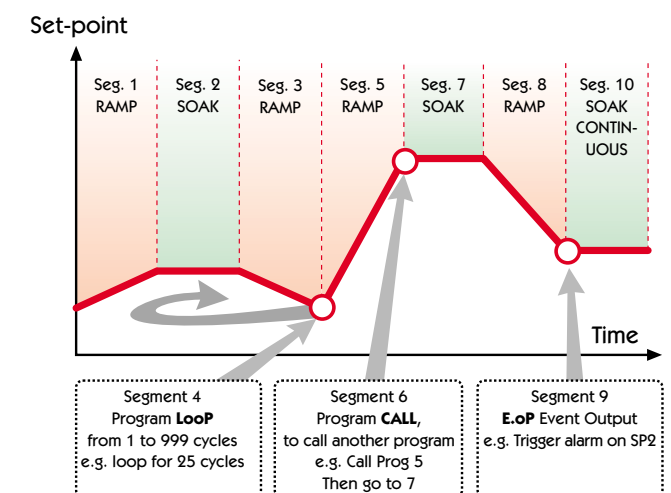 Set-point
Seg. 1
RAMP
Seg. 2
SOAK
Seg. 3
RAMP
Seg. 5
RAMP
Seg. 7
SOAK
Seg. 8
RAMP
Seg. 10
SOAK
CONTIN-
UOUS
Time
Segment 4
Program LooP
from 1 to 999 cycles
e.g. loop for 25 cycles
Segment 6
Program CALL,
to call another program
e.g. Call Prog 5
Then go to 7
Segment 9
E.oP Event Output
e.g. Trigger alarm on SP2